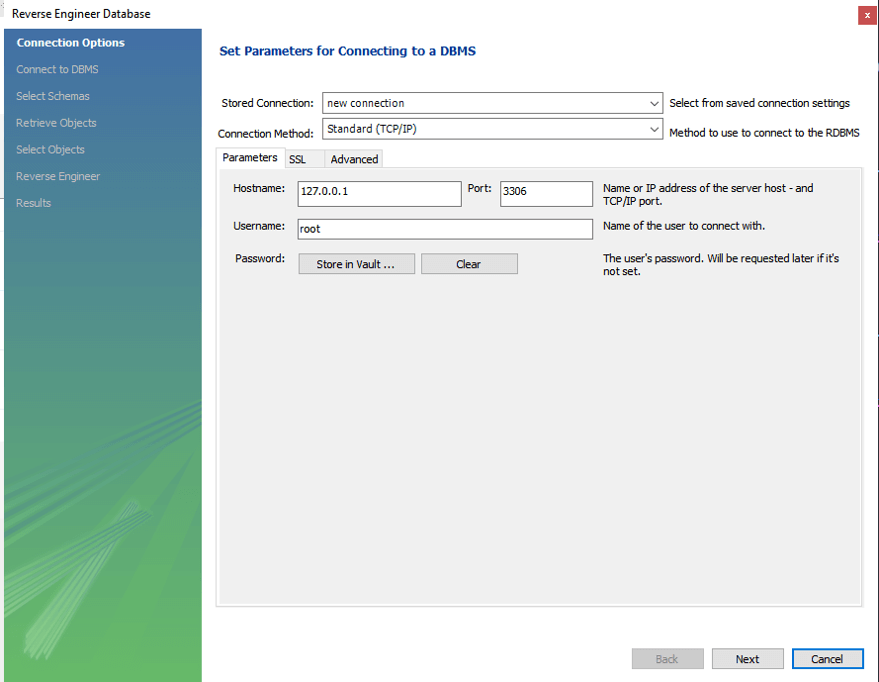 Reverse Engineer Database
x
Connection Options
Connect to DBMS
Select Schemas
Retrieve Objects
Select Objects
Reverse Engineer
Results
Set Parameters for Connecting to a DBMS
Stored Connection: new connection Select from saved connection settings
Connection Method: Standard (TCP/IP) Method to use to connect to the RDBMS
Parameters SSL Advanced
Hostname: 127.0.0.1 Port: 3306 Name or IP address of the server host - and
TCP/IP port.
Username: root Name of the user to connect with.
Password: Store in Vault ... Clear The user's password. Will be requested later if it's
not set.
Back Next Cancel